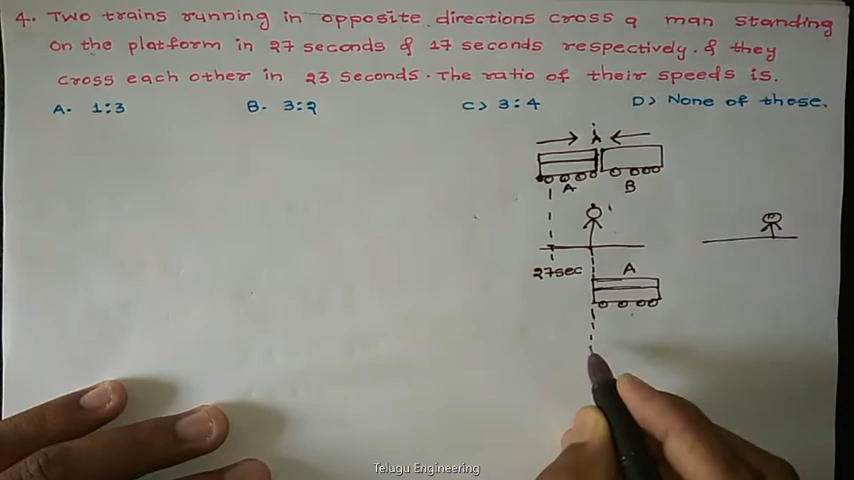 4. Two trains running in opposite directions cross a man standing
on the platform in 27 seconds & 17 seconds respectively. & they
cross each other in 23 seconds. The ratio of their speeds is.
A. 1:3 B. 3:2 C> 3:4 D> None of those.
A B
27sec A
Telugu Engineering